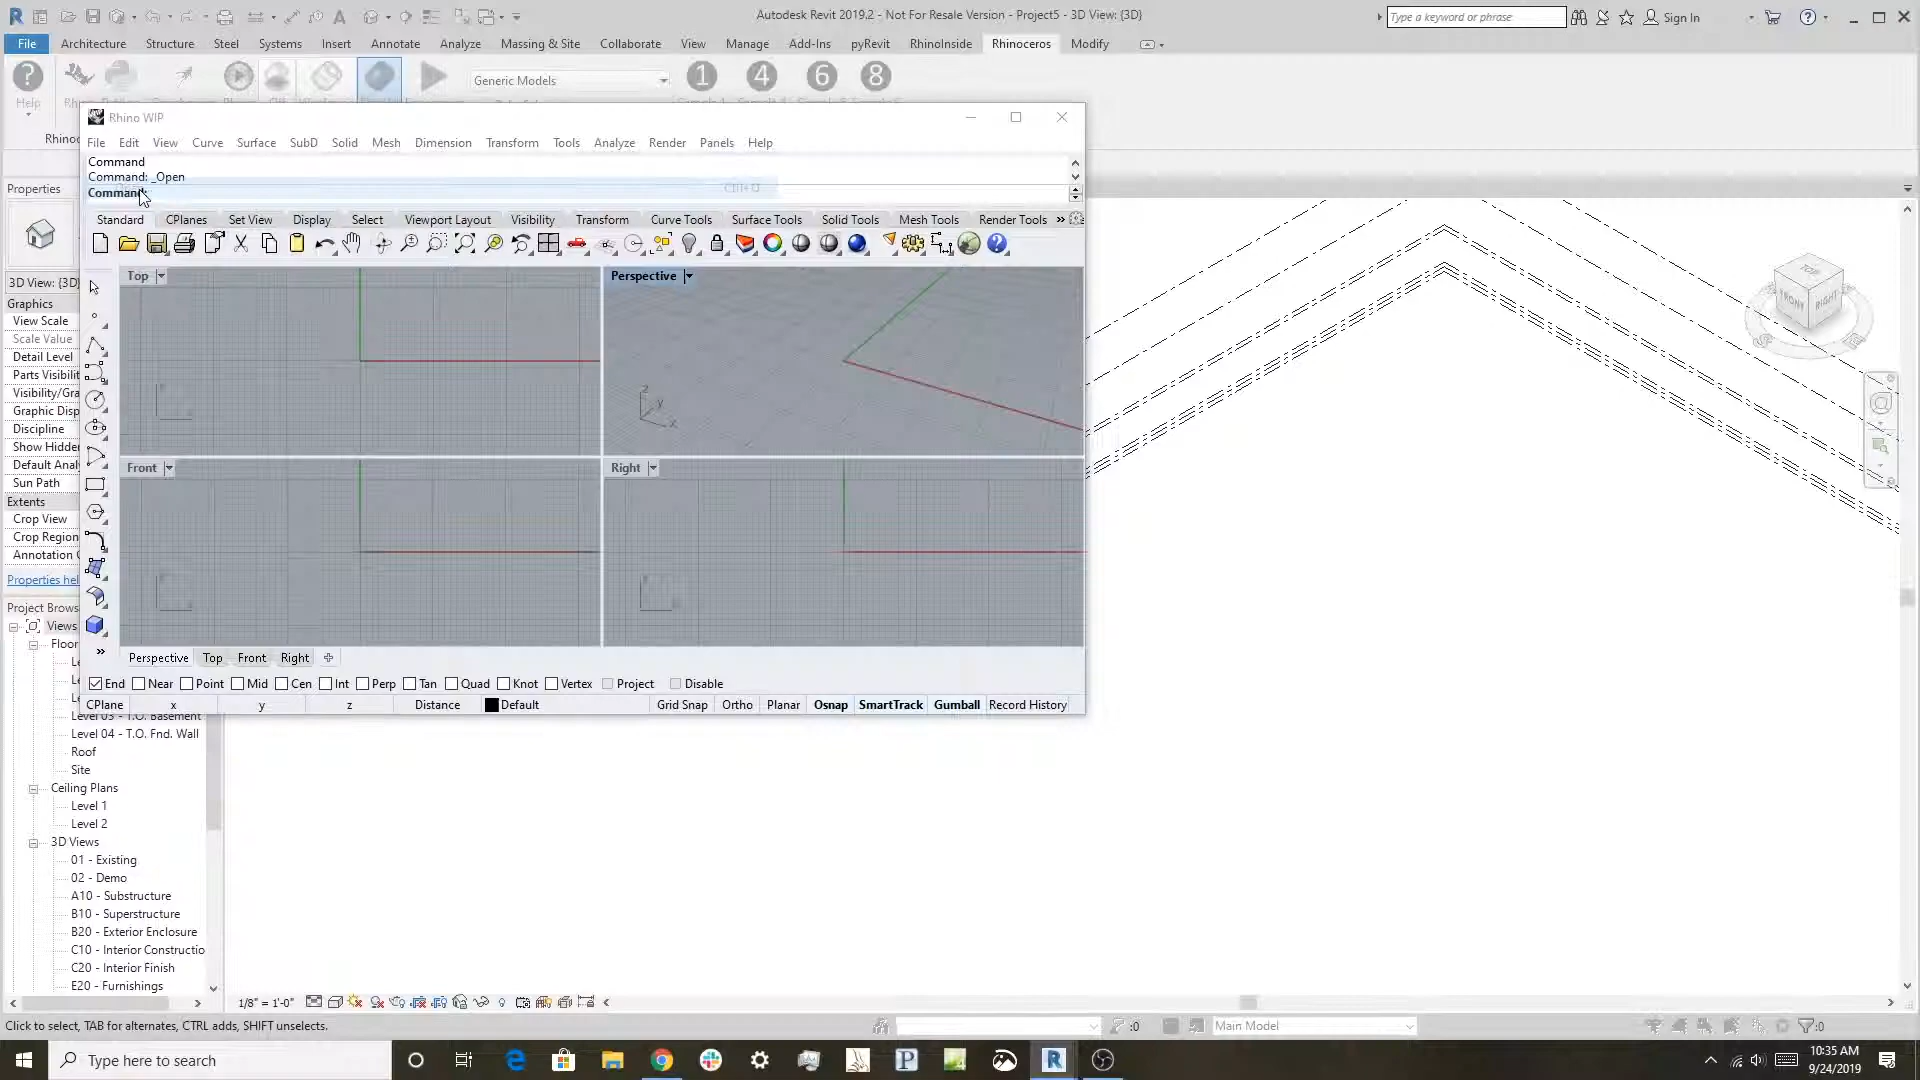 Autodesk Revit 2019.2 - Not For Resale Version - Project5 - 3D View: {3D}
Type a keyword or phrase
Sign In
File Architecture Structure Steel Systems Insert Annotate Analyze Massing & Site Collaborate View Manage Add-Ins pyRevit RhinoInside Rhinoceros Modify
Generic Models
1 4 6 8
Help
Rhino WIP
File Edit View Curve Surface SubD Solid Mesh Dimension Transform Tools Analyze Render Panels Help
Command
Command: _Open
Command:
Ctrl+O
Standard CPlanes Set View Display Select Viewport Layout Visibility Transform Curve Tools Surface Tools Solid Tools Mesh Tools Render Tools »
Top
Perspective
z
y
x
Front
Right
Perspective Top Front Right
End Near Point Mid Cen Int Perp Tan Quad Knot Vertex Project Disable
CPlane x y z Distance Default Grid Snap Ortho Planar Osnap SmartTrack Gumball Record History
Properties
3D View: {3D}
Graphics
View Scale
Scale Value
Detail Level
Parts Visibilit
Visibility/Gra
Graphic Disp
Discipline
Show Hidden
Default Anal
Sun Path
Extents
Crop View
Crop Region
Annotation C
Properties hel
Project Brows
Views
Floor
Level 03 - T.O. Basement
Level 04 - T.O. Fnd. Wall
Roof
Site
Ceiling Plans
Level 1
Level 2
3D Views
01 - Existing
02 - Demo
A10 - Substructure
B10 - Superstructure
B20 - Exterior Enclosure
C10 - Interior Constructio
C20 - Interior Finish
E20 - Furnishings
TOP
FRONT
RIGHT
S
E
1/8" = 1'-0"
Click to select, TAB for alternates, CTRL adds, SHIFT unselects.
:0
Main Model
:0
Type here to search
10:35 AM
9/24/2019